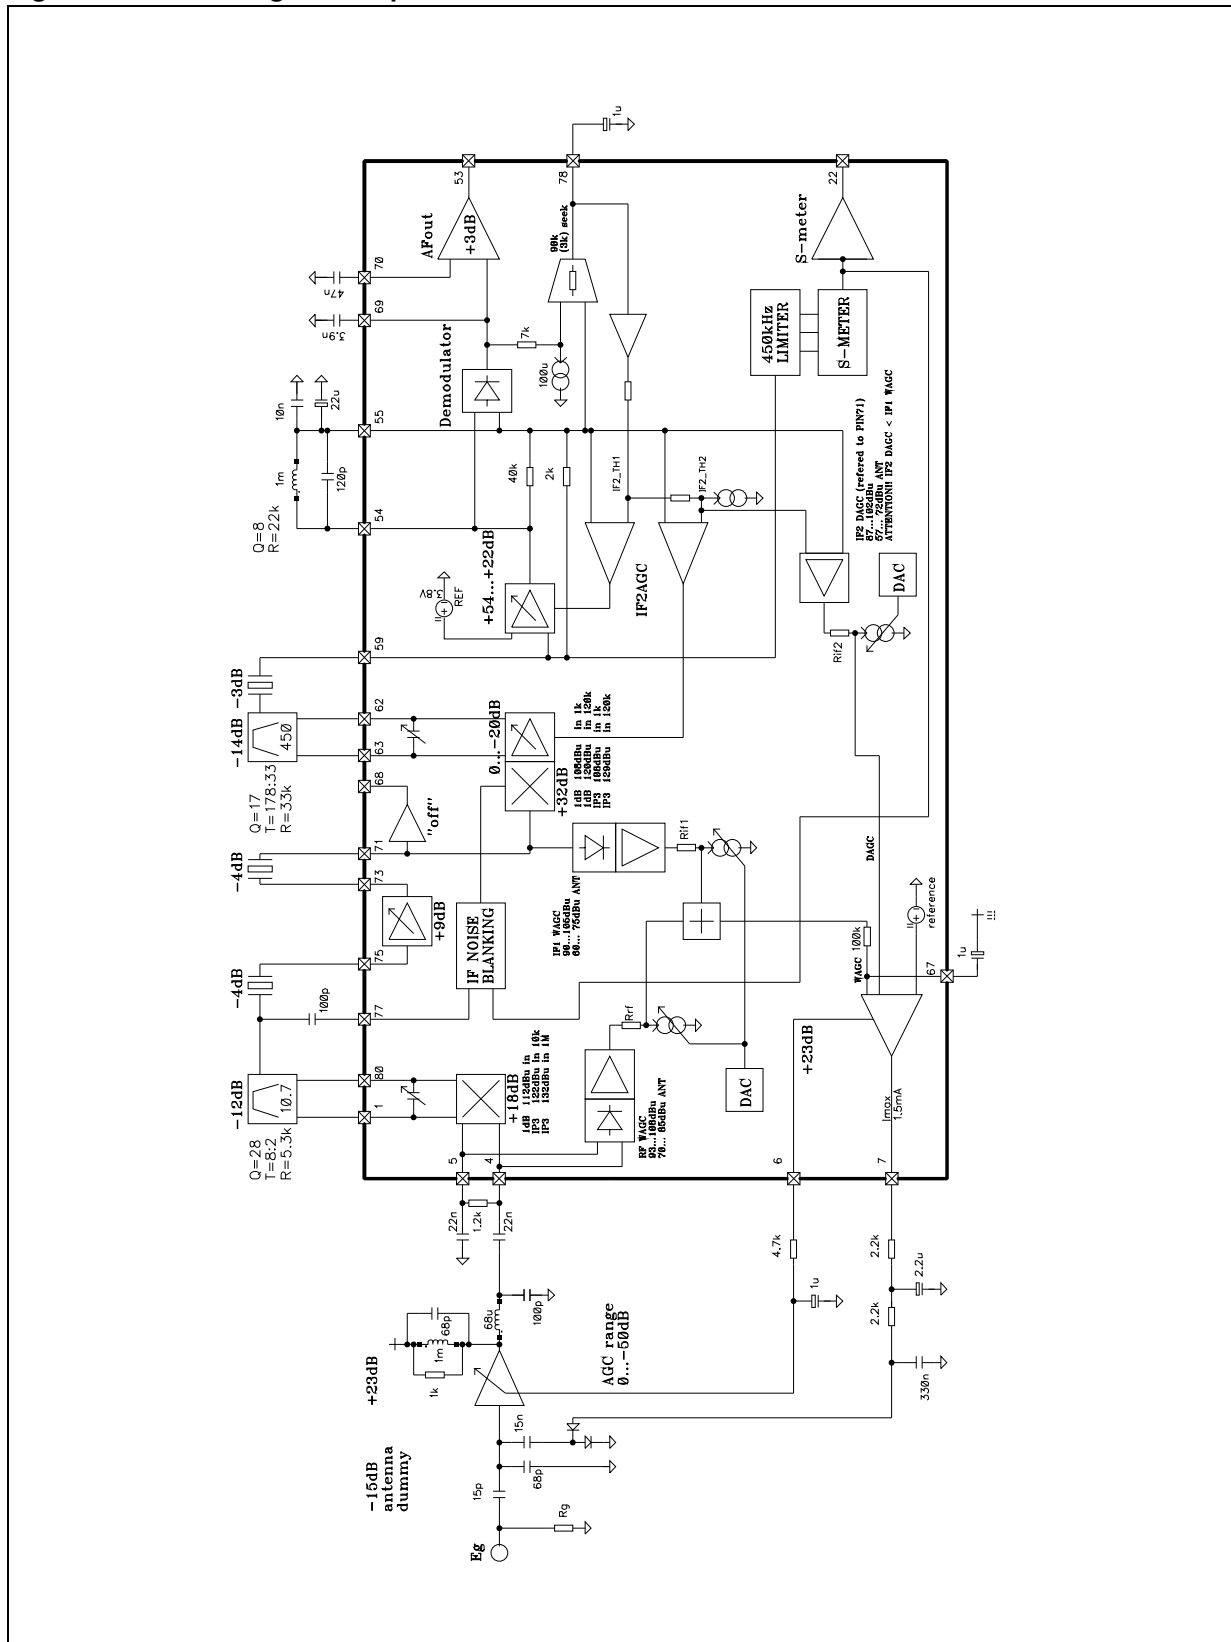 -15dB
antenna
dummy
Eg
Rg
15p
68p
15n
+23dB
1k
1m
68p
68u
100p
AGC range
0...-50dB
22n
1.2k
22n
4.7k
1u
2.2k
2.2u
2.2k
330n
5
4
6
7
Q=28
T=8:2
R=5.3k
-12dB
10.7
1
80
+18dB
1dB 112dBu in
IP3 122dBu in 10k
IP3 132dBu in 1M
RF WAGC
93...108dBu
70... 85dBu ANT
Rrf
DAC
Imax
1.5mA
+23dB
100p
77
-4dB
75
IF NOISE
BLANKING
+9dB
73
-4dB
71
"off"
68
IF1 WAGC
90...105dBu
60... 75dBu ANT
Rif1
WAGC
100k
67
1u
reference
DAGC
Q=17
T=178:33
R=33k
-14dB
450
-3dB
63
62
59
+32dB
0...-20dB
1dB 108dBu in 1k
1dB 120dBu in 120k
IP3 108dBu in 1k
IP3 129dBu in 120k
3.8V
REF
+54...+22dB
IF2AGC
40k
2k
IF2_TH1
IF2_TH2
Rif2
DAC
IF2 DAGC (refered to PIN71)
87...102dBu
57... 72dBu ANT
ATTENTION!! IF2 DAGC < IF1 WAGC
Q=8
R=22k
1m
120p
10n
22u
54
55
Demodulator
7k
100u
3.9n
69
47n
70
AFout
+3dB
53
90k
(3k) seek
78
1u
450kHz
LIMITER
S-METER
S-meter
22